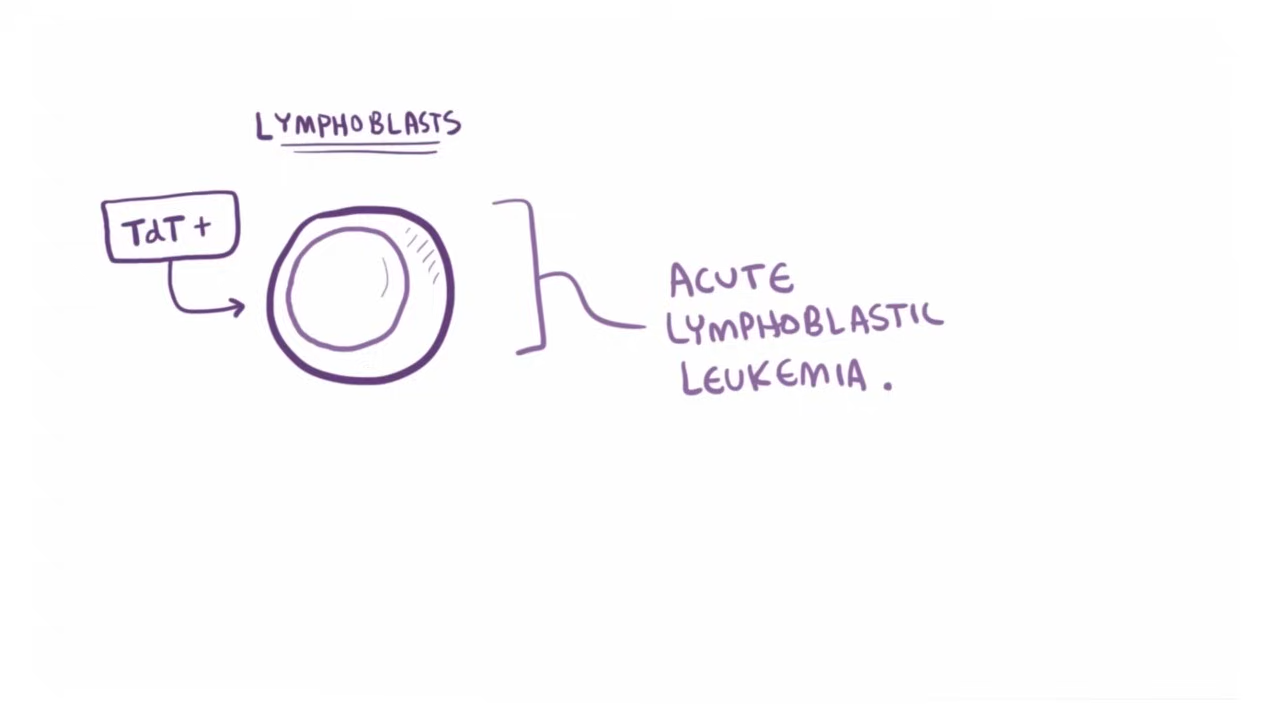 LYMPHOBLASTS
TdT +
ACUTE
LYMPHOBLASTIC
LEUKEMIA.